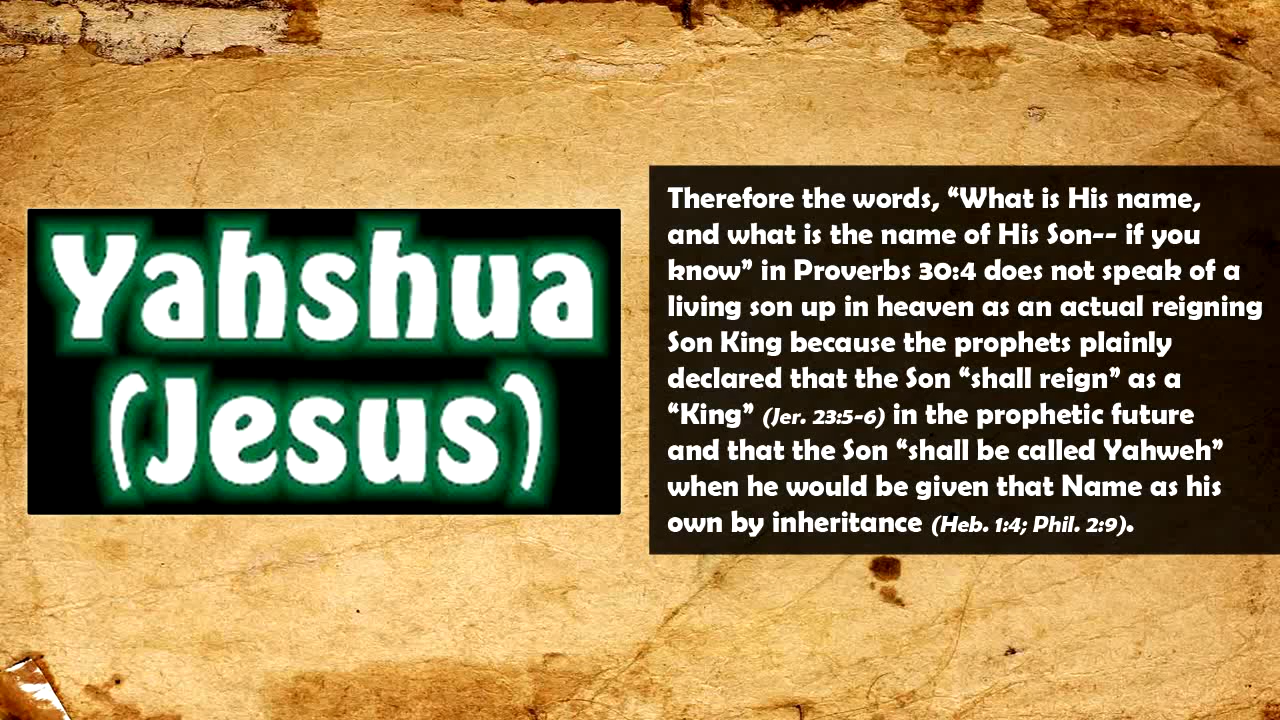 Yahshua
(Jesus)
Therefore the words, “What is His name,
and what is the name of His Son-- if you
know” in Proverbs 30:4 does not speak of a
living son up in heaven as an actual reigning
Son King because the prophets plainly
declared that the Son “shall reign” as a
“King” (Jer. 23:5-6) in the prophetic future
and that the Son “shall be called Yahweh”
when he would be given that Name as his
own by inheritance (Heb. 1:4; Phil. 2:9).